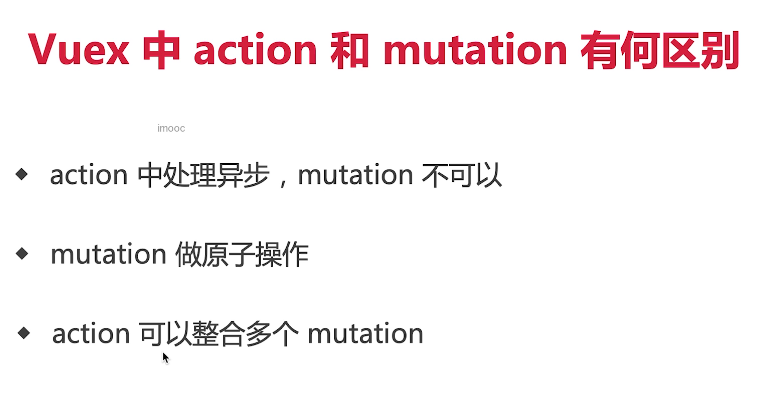 Vuex 中 action 和 mutation 有何区别
imooc
action 中处理异步，mutation 不可以
mutation 做原子操作
action 可以整合多个 mutation